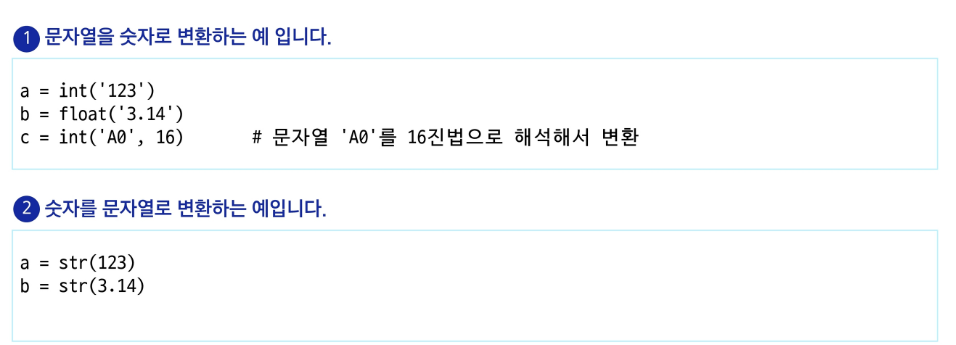 1 문자열을 숫자로 변환하는 예 입니다.
a = int('123')
b = float('3.14')
c = int('A0', 16) # 문자열 'A0'를 16진법으로 해석해서 변환
2 숫자를 문자열로 변환하는 예입니다.
a = str(123)
b = str(3.14)